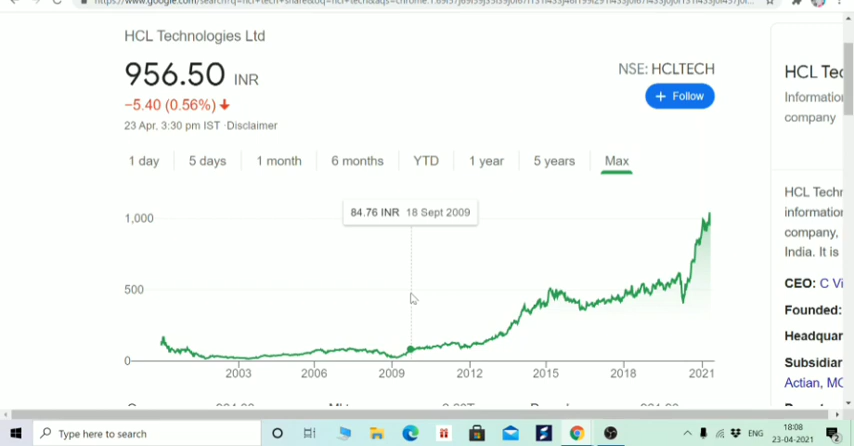 HCL Technologies Ltd
956.50 INR
−5.40 (0.56%)
23 Apr, 3:30 pm IST · Disclaimer
NSE: HCLTECH
+ Follow
1 day
5 days
1 month
6 months
YTD
1 year
5 years
Max
84.76 INR 18 Sept 2009
1,000
500
0
2003
2006
2009
2012
2015
2018
2021
HCL Tec
Information
company
HCL Techn
information
company,
India. It is
CEO: C Vi
Founded:
Headquar
Subsidiar
Actian, MC
Type here to search
ENG
18:08
23-04-2021
2